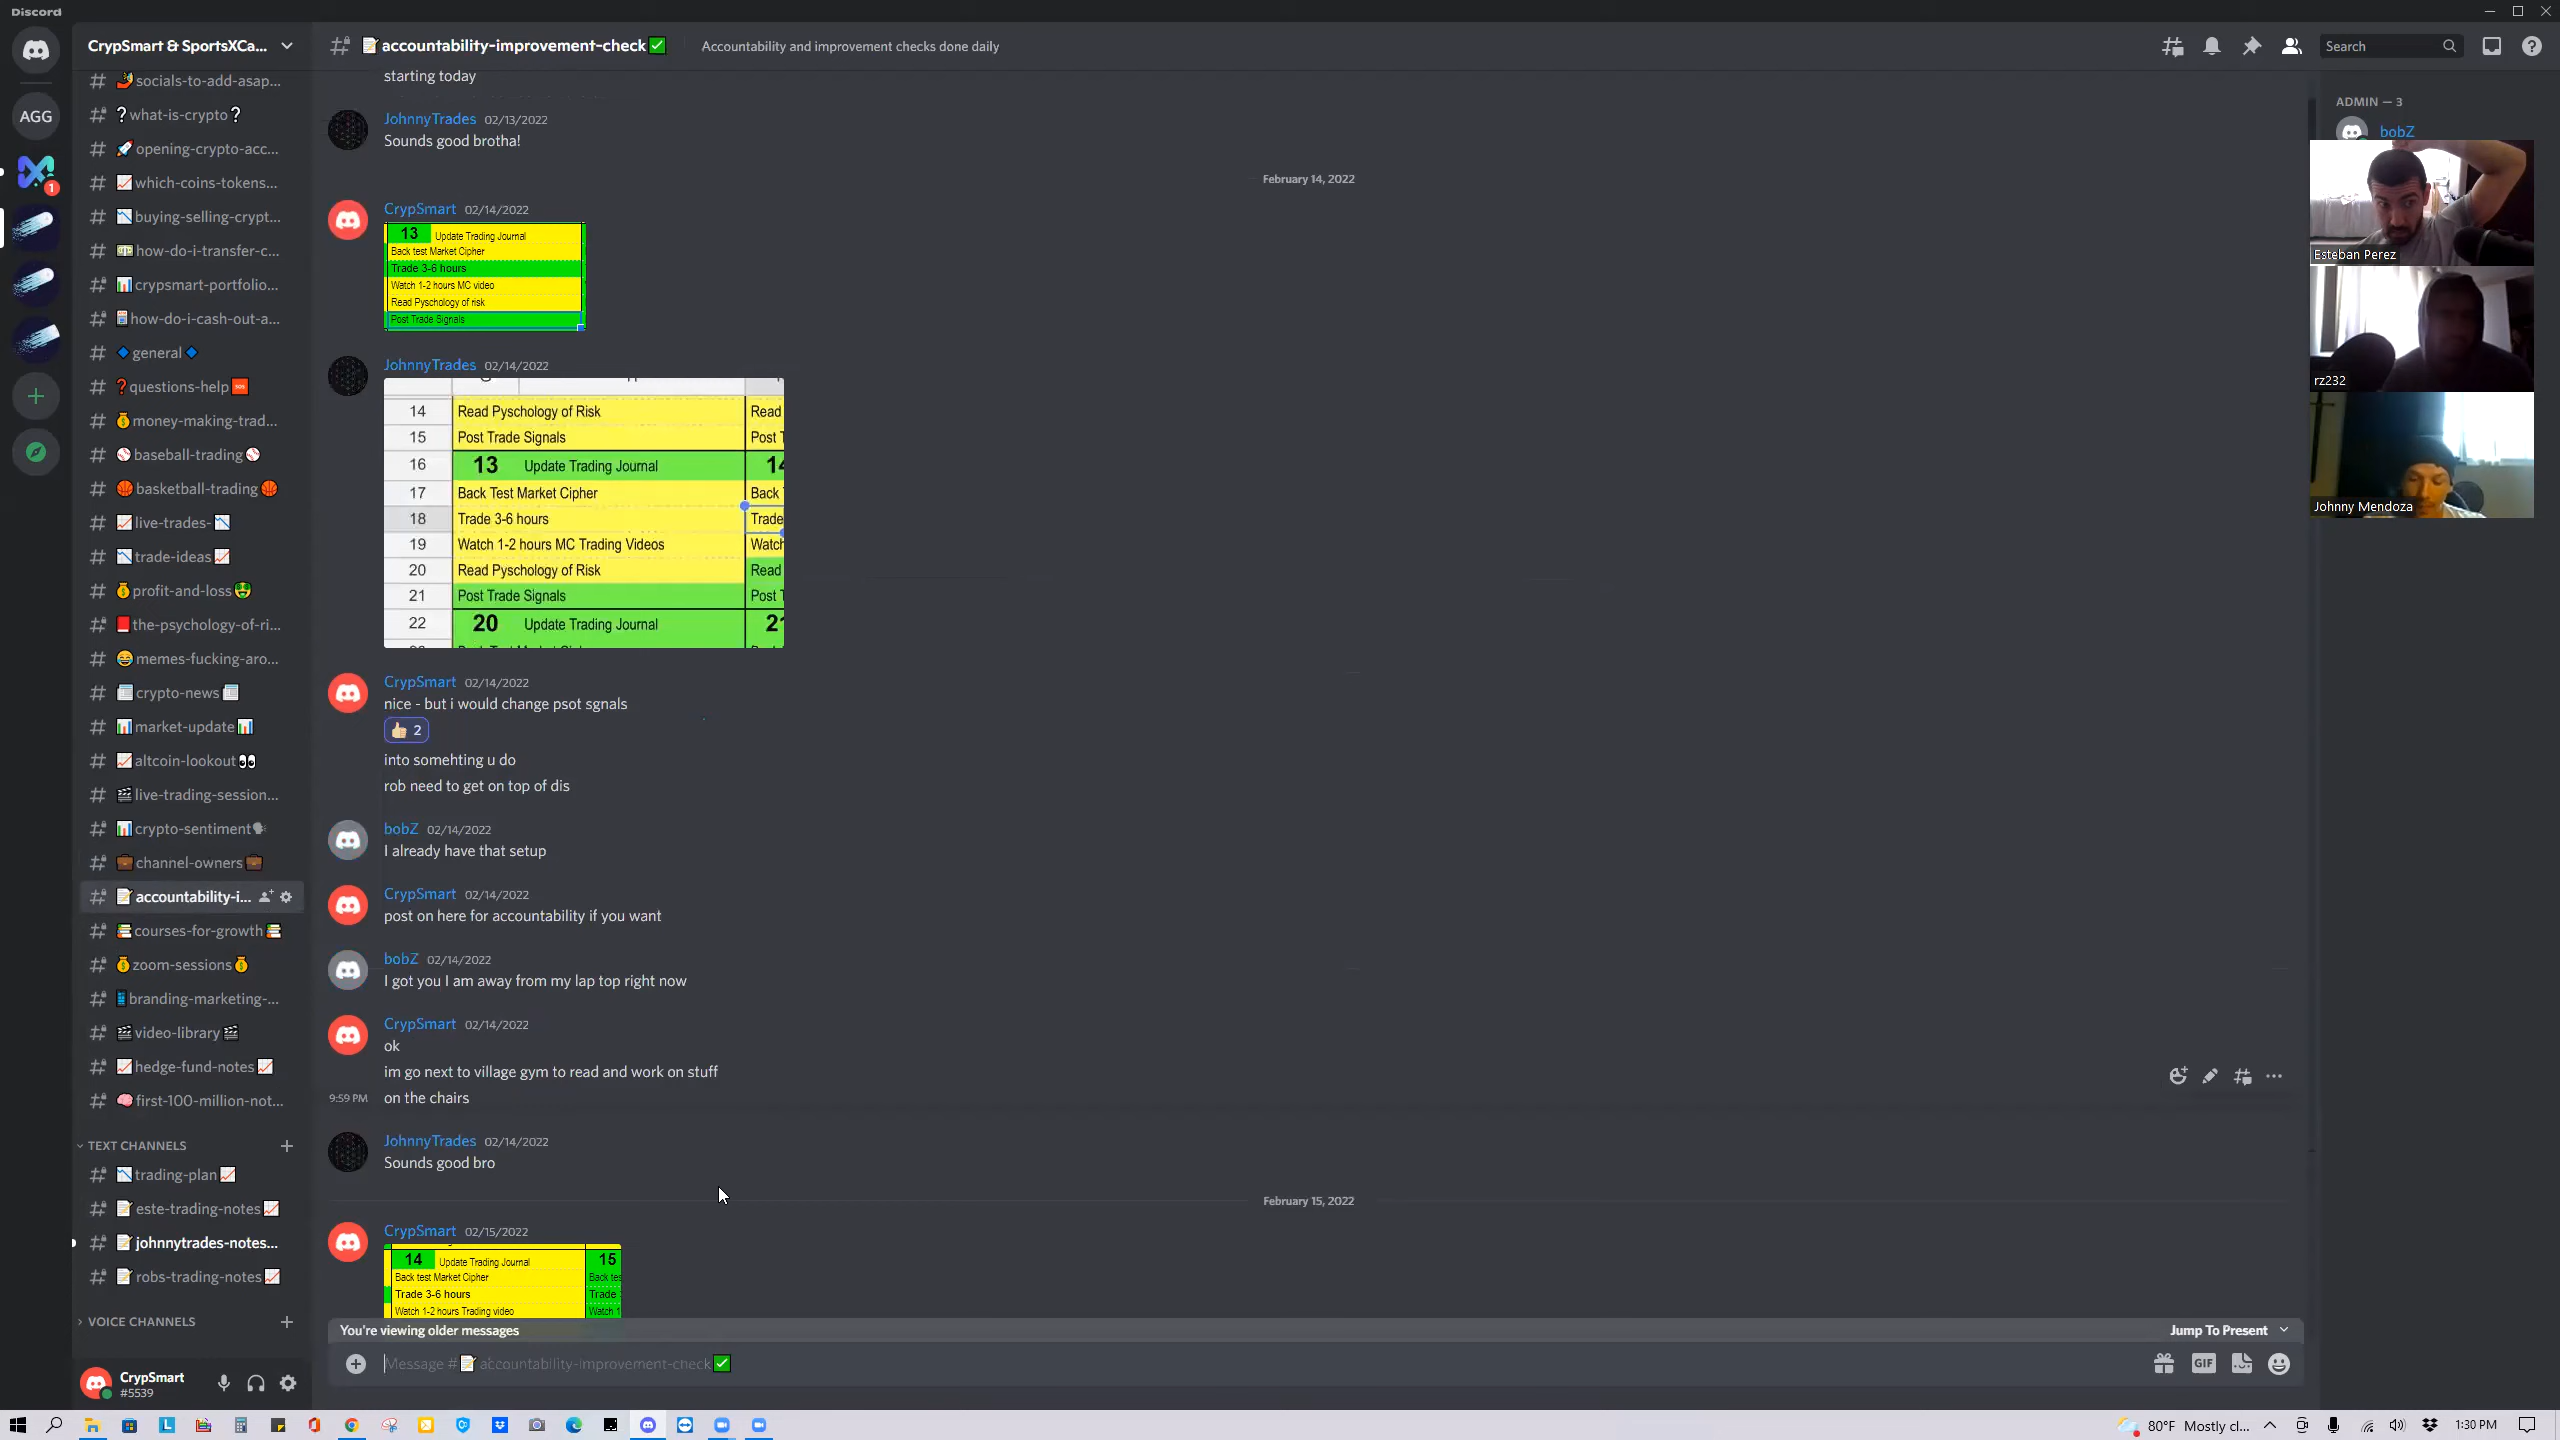 Discord
CrypSmart & SportsXCa...
accountability-improvement-check
Accountability and improvement checks done daily
Search
AGG
1
socials-to-add-asap...
what-is-crypto
opening-crypto-acc...
which-coins-tokens...
buying-selling-crypt...
how-do-i-transfer-c...
crypsmart-portfolio...
how-do-i-cash-out-a...
general
questions-help
money-making-trad...
baseball-trading
basketball-trading
live-trades-
trade-ideas
profit-and-loss
the-psychology-of-ri...
memes-fucking-aro...
crypto-news
market-update
altcoin-lookout
live-trading-session...
crypto-sentiment
channel-owners
accountability-i...
courses-for-growth
zoom-sessions
branding-marketing-...
video-library
hedge-fund-notes
first-100-million-not...
TEXT CHANNELS
trading-plan
este-trading-notes
johnnytrades-notes...
robs-trading-notes
VOICE CHANNELS
CrypSmart
#5539
starting today
JohnnyTrades 02/13/2022
Sounds good brotha!
February 14, 2022
CrypSmart 02/14/2022
13 Update Trading Journal
Back test Market Cipher
Trade 3-6 hours
Watch 1-2 hours MC video
Read Pyschology of risk
Post Trade Signals
JohnnyTrades 02/14/2022
14 Read Pyschology of Risk Read
15 Post Trade Signals Post T
16 13 Update Trading Journal 14
17 Back Test Market Cipher Back
18 Trade 3-6 hours Trade
19 Watch 1-2 hours MC Trading Videos Watch
20 Read Pyschology of Risk Read
21 Post Trade Signals Post T
22 20 Update Trading Journal 21
CrypSmart 02/14/2022
nice - but i would change psot sgnals
2
into somehting u do
rob need to get on top of dis
bobZ 02/14/2022
I already have that setup
CrypSmart 02/14/2022
post on here for accountability if you want
bobZ 02/14/2022
I got you I am away from my lap top right now
CrypSmart 02/14/2022
ok
im go next to village gym to read and work on stuff
9:59 PM on the chairs
JohnnyTrades 02/14/2022
Sounds good bro
February 15, 2022
CrypSmart 02/15/2022
14 Update Trading Journal 15
Back test Market Cipher Back tes
Trade 3-6 hours Trade
Watch 1-2 hours Trading video Watch 1
You're viewing older messages
Jump To Present
Message # accountability-improvement-check
GIF
ADMIN — 3
bobZ
Esteban Perez
rz232
Johnny Mendoza
80°F Mostly cl...
1:30 PM